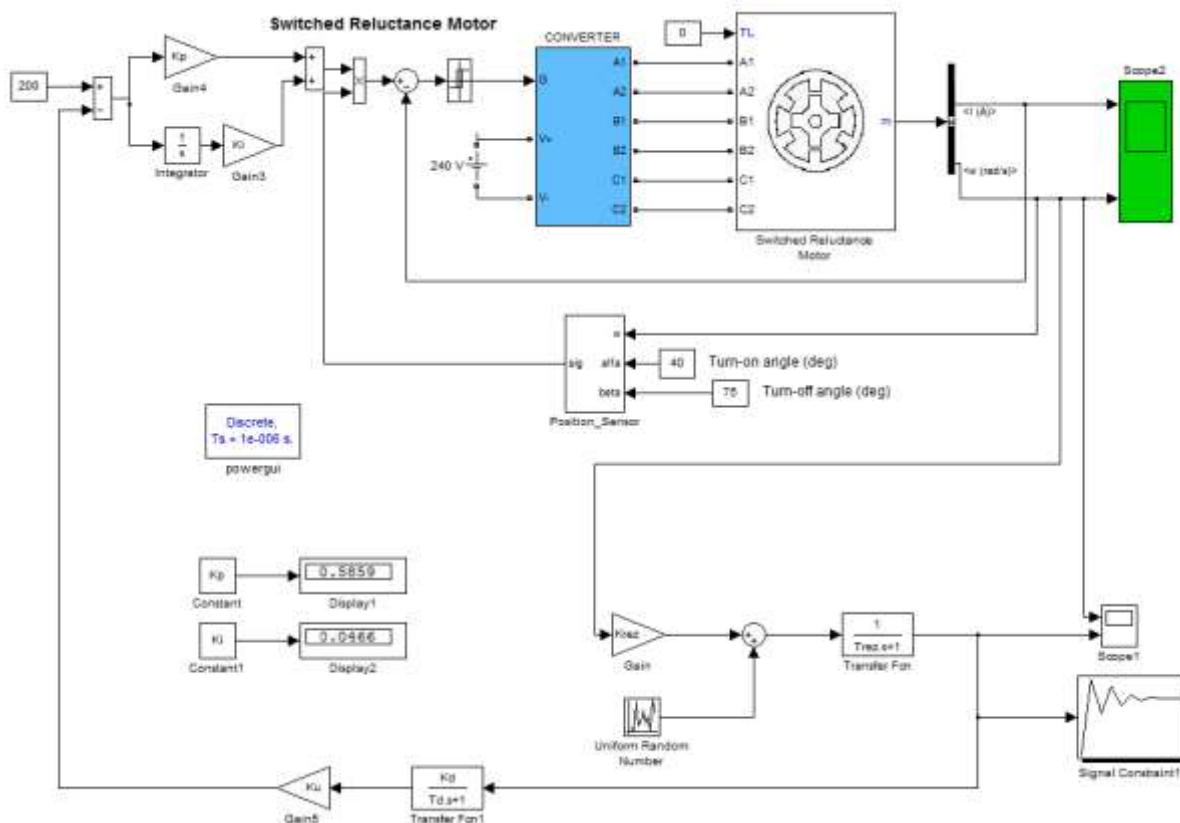 Switched Reluctance Motor
200
+
−
Kp
Gain4
1
s
Integrator
Ki
Gain3
+
+
240 V
CONVERTER
G
V+
V-
A1
A2
B1
B2
C1
C2
0
TL
A1
A2
B1
B2
C1
C2
m
Switched Reluctance
Motor
<I (A)>
<w (rad/s)>
Scope2
sig
alfa
beta
Position_Sensor
40
Turn-on angle (deg)
75
Turn-off angle (deg)
Discrete,
Ts = 1e-006 s.
powergui
Kp
Constant
0.5859
Display1
Ki
Constant1
0.0466
Display2
Krez
Gain
Uniform Random
Number
1
Trez.s+1
Transfer Fcn
Scope1
Signal Constraint1
Ku
Gain5
Kd
Td.s+1
Transfer Fcn1